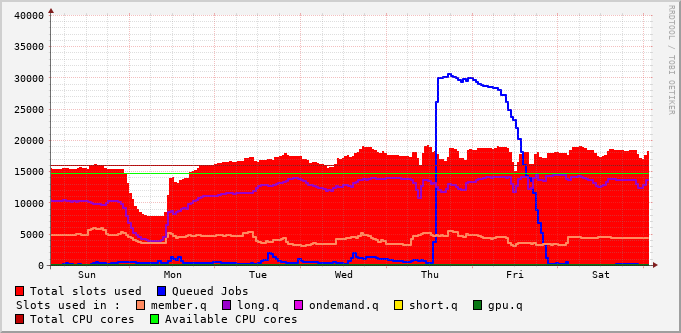 40000
35000
30000
25000
20000
15000
10000
5000
0
Sun Mon Tue Wed Thu Fri Sat
RRDTOOL / TOBI OETIKER
Total slots used Queued Jobs
Slots used in : member.q long.q ondemand.q short.q gpu.q
Total CPU cores Available CPU cores